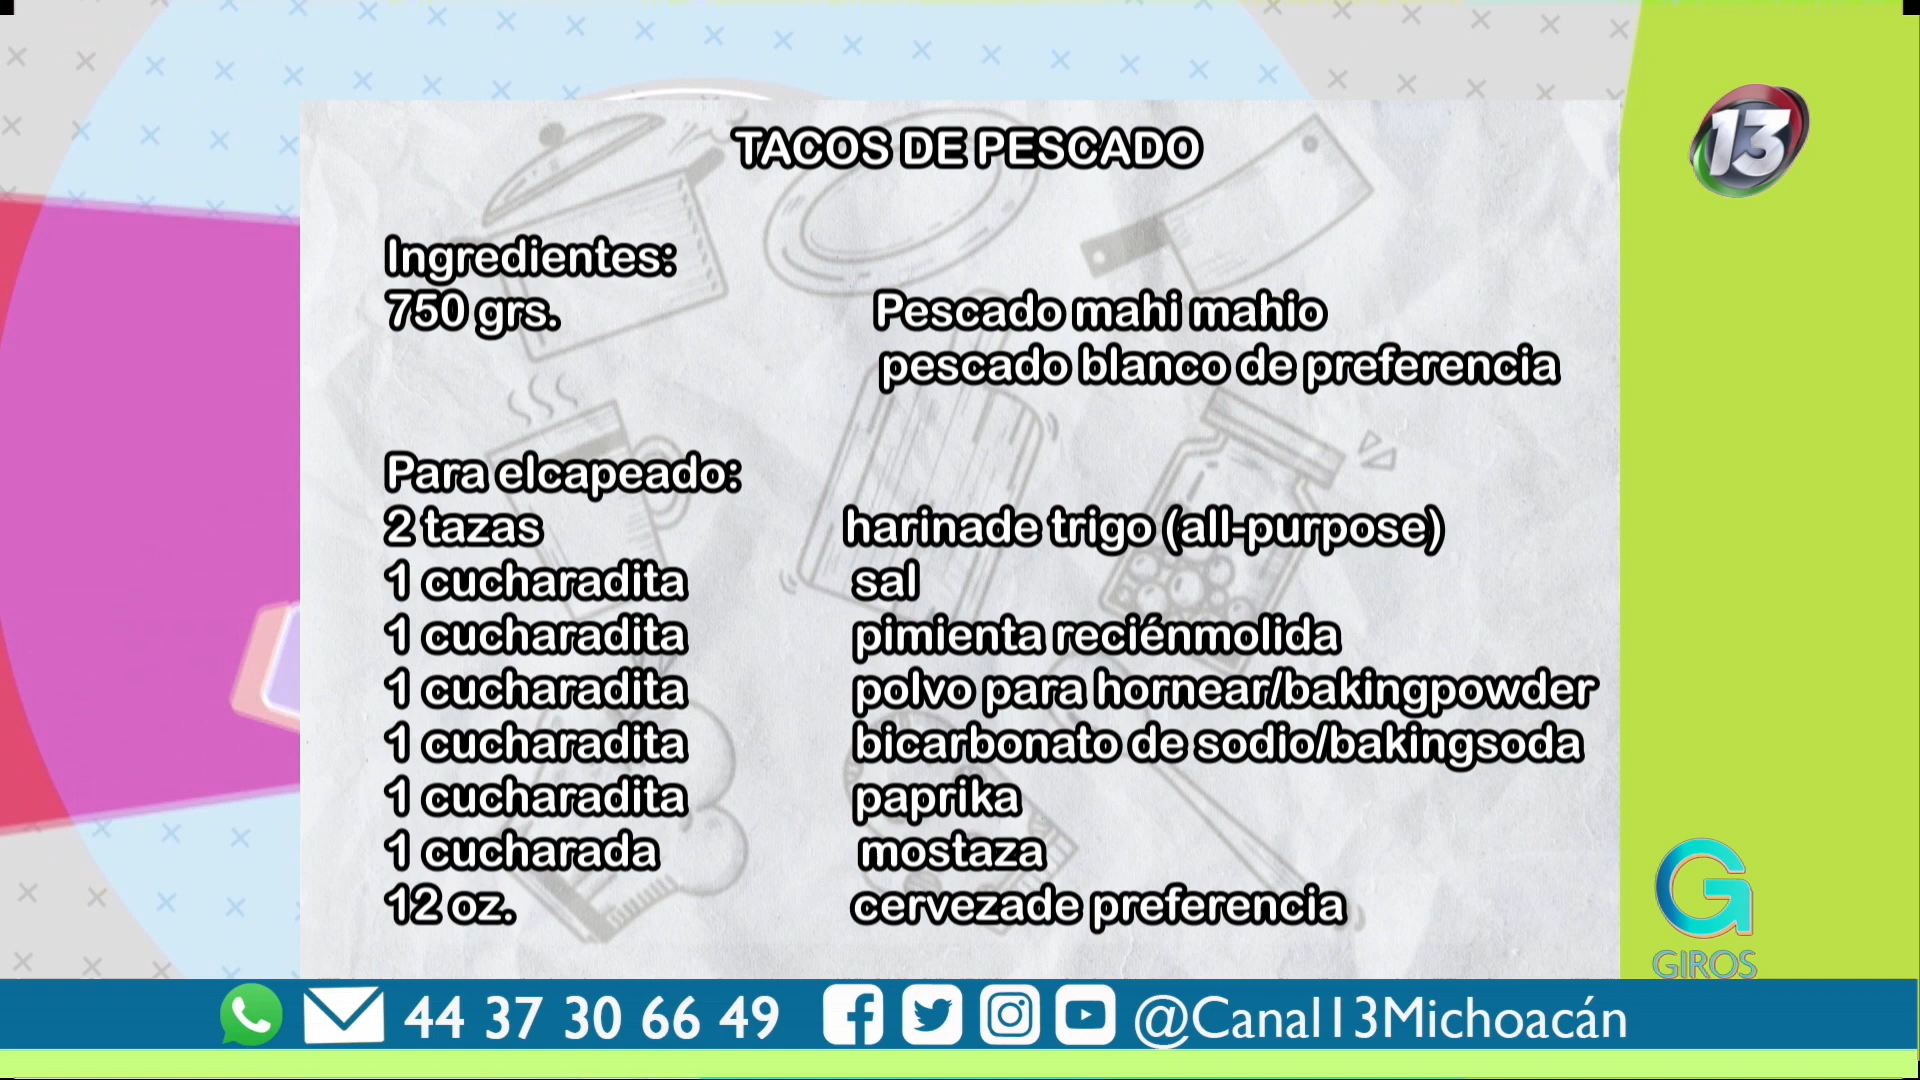 TACOS DE PESCADO
13
Ingredientes:
750 grs. Pescado mahi mahio
pescado blanco de preferencia
Para elcapeado:
2 tazas harinade trigo (all-purpose)
1 cucharadita sal
1 cucharadita pimienta reciénmolida
1 cucharadita polvo para hornear/bakingpowder
1 cucharadita bicarbonato de sodio/bakingsoda
1 cucharadita paprika
1 cucharada mostaza
12 oz. cervezade preferencia
G
GIROS
44 37 30 66 49 @Canal13Michoacán